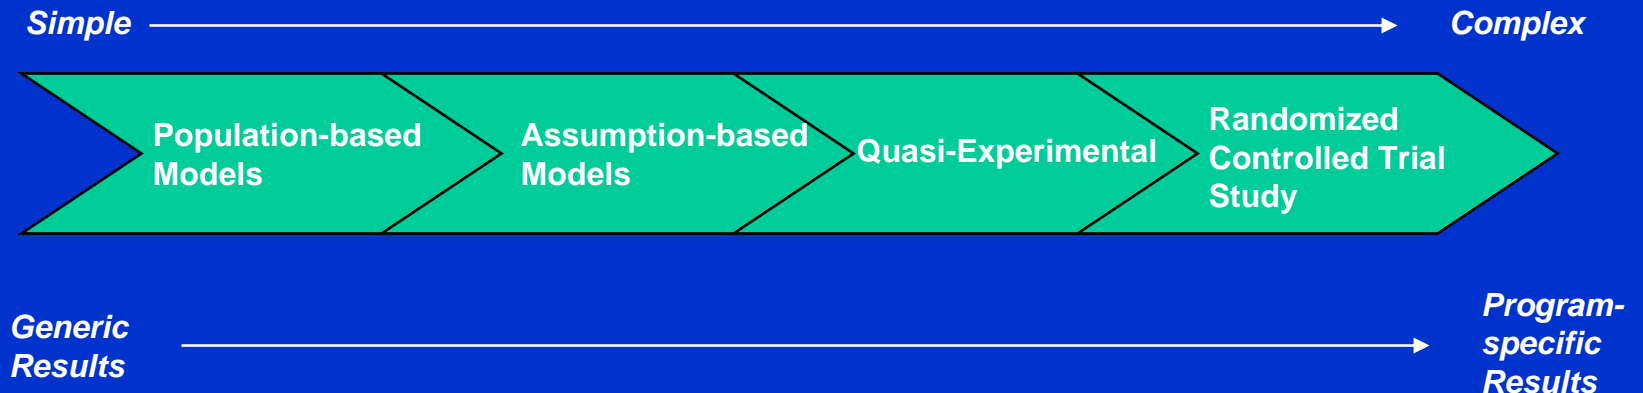 Simple
Complex
Population-based
Models
Assumption-based
Models
Quasi-Experimental
Randomized
Controlled Trial
Study
Generic
Results
Program-
specific
Results